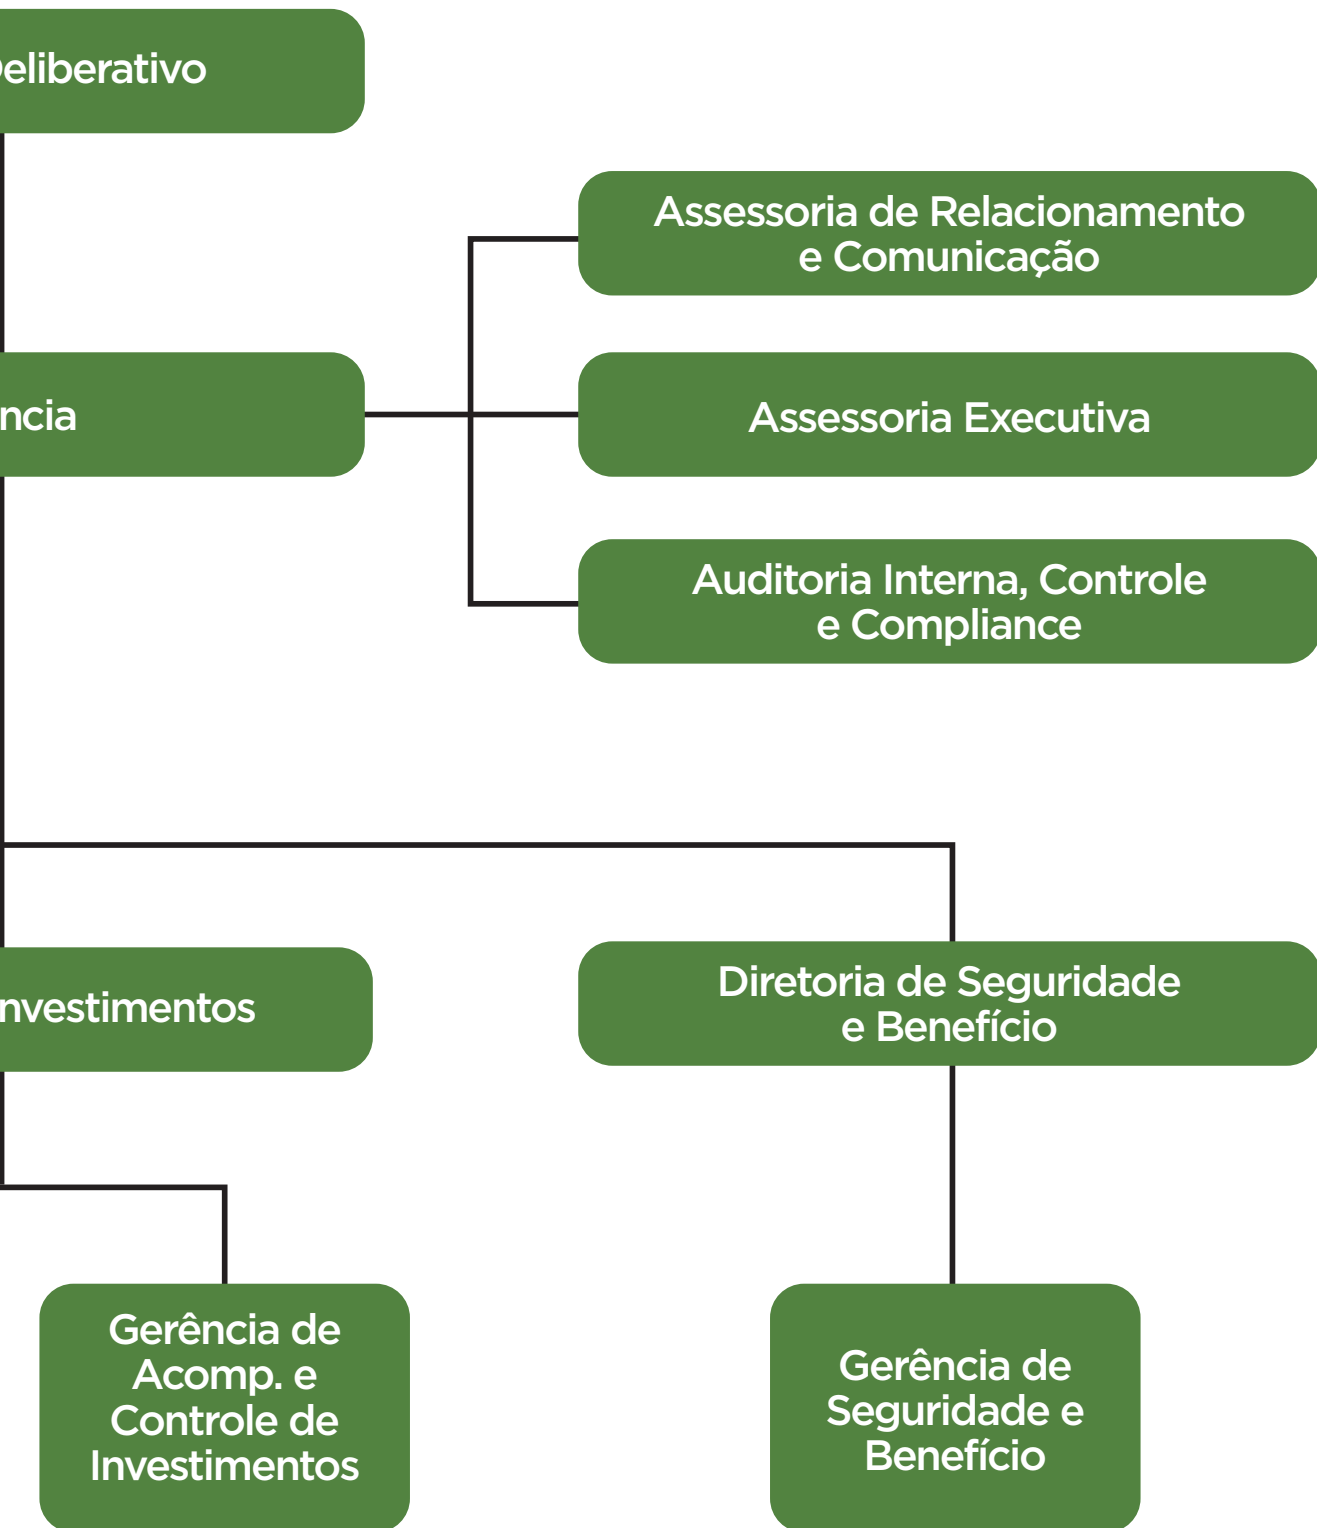 eliberativo
Assessoria de Relacionamento
e Comunicação
ncia
Assessoria Executiva
Auditoria Interna, Controle
e Compliance
nvestimentos
Diretoria de Seguridade
e Benefício
Gerência de
Acomp. e
Controle de
Investimentos
Gerência de
Seguridade e
Benefício